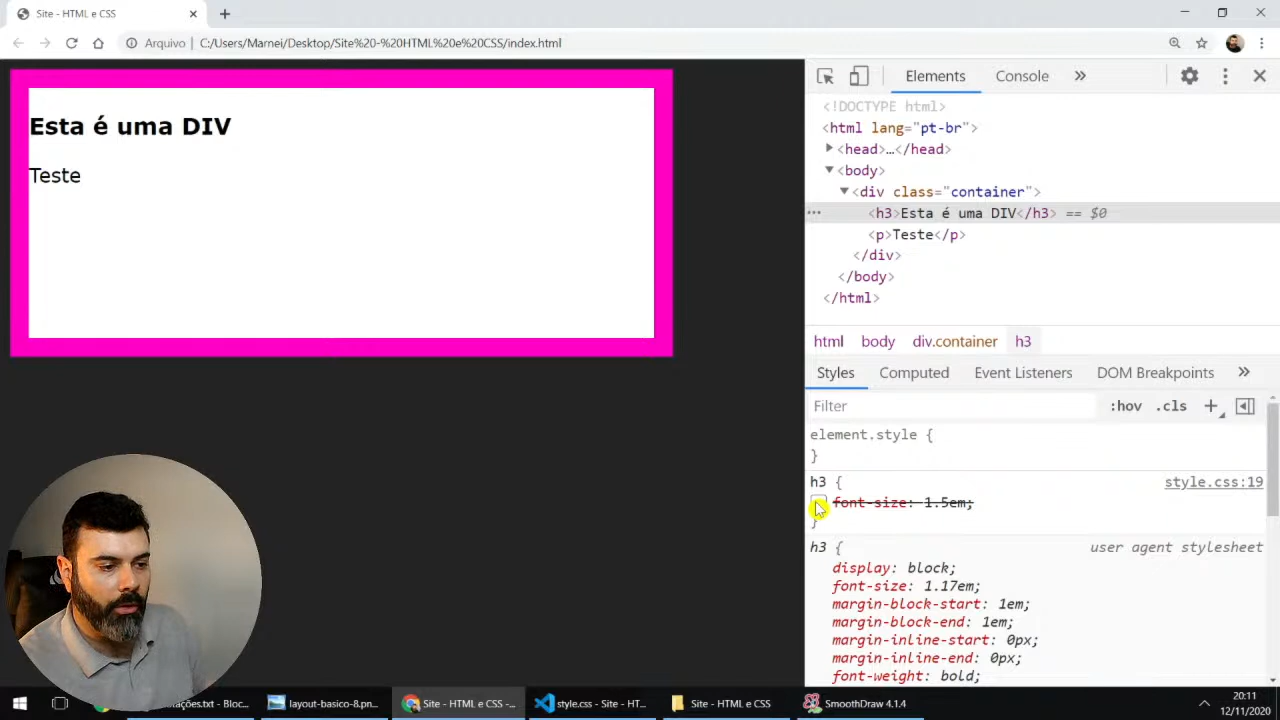 Site - HTML e CSS
Arquivo
C:/Users/Marnei/Desktop/Site%20-%20HTML%20e%20CSS/index.html
Esta é uma DIV
Teste
Elements Console
<!DOCTYPE html>
<html lang="pt-br">
<head>…</head>
<body>
<div class="container">
<h3>Esta é uma DIV</h3> == $0
<p>Teste</p>
</div>
</body>
</html>
html body div.container h3
Styles Computed Event Listeners DOM Breakpoints
Filter :hov .cls
element.style {
}
h3 { style.css:19
font-size: 1.5em;
}
h3 { user agent stylesheet
display: block;
font-size: 1.17em;
margin-block-start: 1em;
margin-block-end: 1em;
margin-inline-start: 0px;
margin-inline-end: 0px;
font-weight: bold;
layout-basico-8.pn... Site - HTML e CSS -... style.css - Site - HT... Site - HTML e CSS SmoothDraw 4.1.4
20:11
12/11/2020